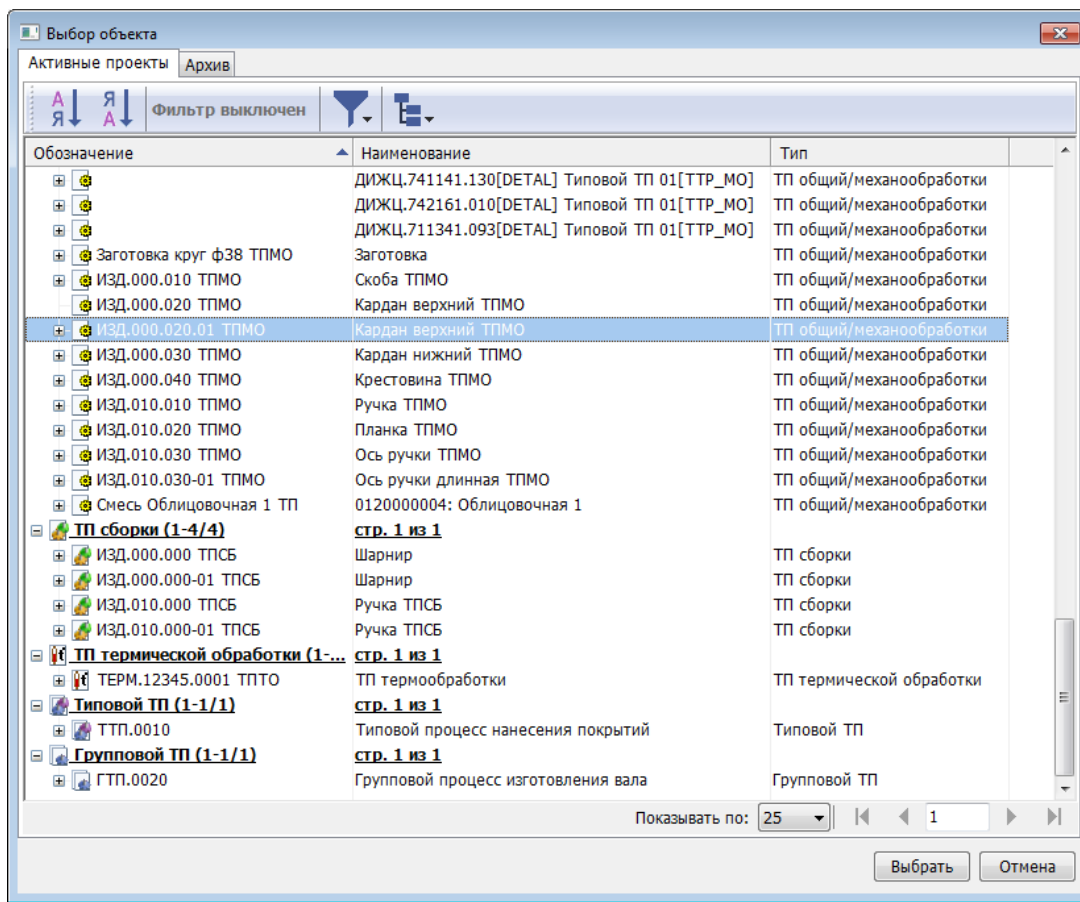 Выбор объекта
Активные проекты Архив
А Я Я А Фильтр выключен
Обозначение Наименование Тип
ДИЖЦ.741141.130[DETAL] Типовой ТП 01[TTP_MO] ТП общий/механообработки
ДИЖЦ.742161.010[DETAL] Типовой ТП 01[TTP_MO] ТП общий/механообработки
ДИЖЦ.711341.093[DETAL] Типовой ТП 01[TTP_MO] ТП общий/механообработки
Заготовка круг ф38 ТПМО Заготовка ТП общий/механообработки
ИЗД.000.010 ТПМО Скоба ТПМО ТП общий/механообработки
ИЗД.000.020 ТПМО Кардан верхний ТПМО ТП общий/механообработки
ИЗД.000.020.01 ТПМО Кардан верхний ТПМО ТП общий/механообработки
ИЗД.000.030 ТПМО Кардан нижний ТПМО ТП общий/механообработки
ИЗД.000.040 ТПМО Крестовина ТПМО ТП общий/механообработки
ИЗД.010.010 ТПМО Ручка ТПМО ТП общий/механообработки
ИЗД.010.020 ТПМО Планка ТПМО ТП общий/механообработки
ИЗД.010.030 ТПМО Ось ручки ТПМО ТП общий/механообработки
ИЗД.010.030-01 ТПМО Ось ручки длинная ТПМО ТП общий/механообработки
Смесь Облицовочная 1 ТП 0120000004: Облицовочная 1 ТП общий/механообработки
ТП сборки (1-4/4) стр. 1 из 1
ИЗД.000.000 ТПСБ Шарнир ТП сборки
ИЗД.000.000-01 ТПСБ Шарнир ТП сборки
ИЗД.010.000 ТПСБ Ручка ТПСБ ТП сборки
ИЗД.010.000-01 ТПСБ Ручка ТПСБ ТП сборки
ТП термической обработки (1-... стр. 1 из 1
ТЕРМ.12345.0001 ТПТО ТП термообработки ТП термической обработки
Типовой ТП (1-1/1) стр. 1 из 1
ТТП.0010 Типовой процесс нанесения покрытий Типовой ТП
Групповой ТП (1-1/1) стр. 1 из 1
ГТП.0020 Групповой процесс изготовления вала Групповой ТП
Показывать по: 25 1
Выбрать Отмена